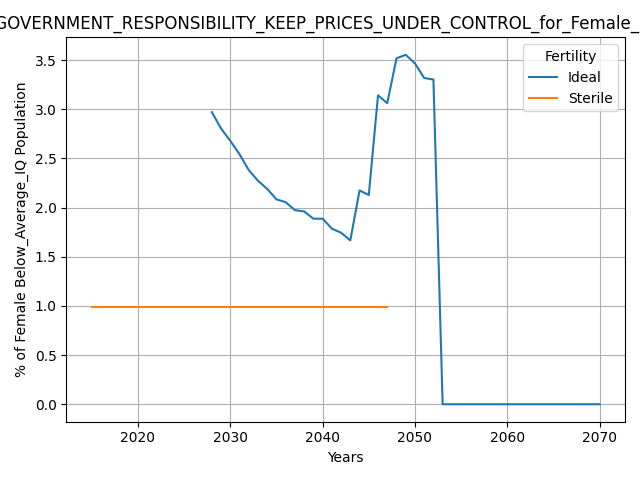 GOVERNMENT_RESPONSIBILITY_KEEP_PRICES_UNDER_CONTROL_for_Female_
Fertility
Ideal
Sterile
% of Female Below_Average_IQ Population
3.5
3.0
2.5
2.0
1.5
1.0
0.5
0.0
2020 2030 2040 2050 2060 2070
Years